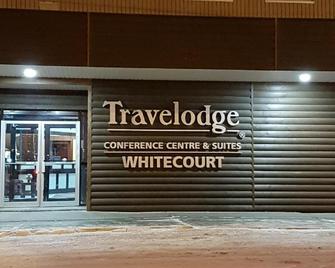 Travelodge®
CONFERENCE CENTRE & SUITES
WHITECOURT